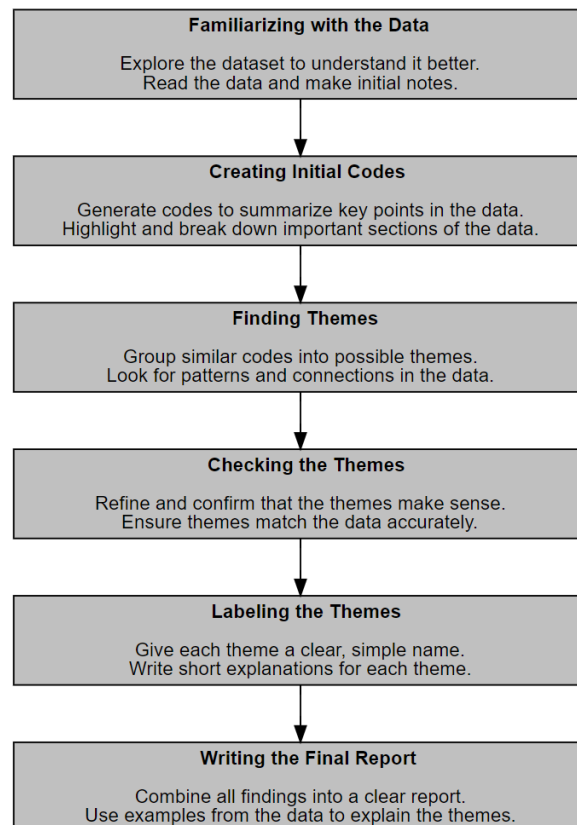 Familiarizing with the Data
Explore the dataset to understand it better.
Read the data and make initial notes.
Creating Initial Codes
Generate codes to summarize key points in the data.
Highlight and break down important sections of the data.
Finding Themes
Group similar codes into possible themes.
Look for patterns and connections in the data.
Checking the Themes
Refine and confirm that the themes make sense.
Ensure themes match the data accurately.
Labeling the Themes
Give each theme a clear, simple name.
Write short explanations for each theme.
Writing the Final Report
Combine all findings into a clear report.
Use examples from the data to explain the themes.